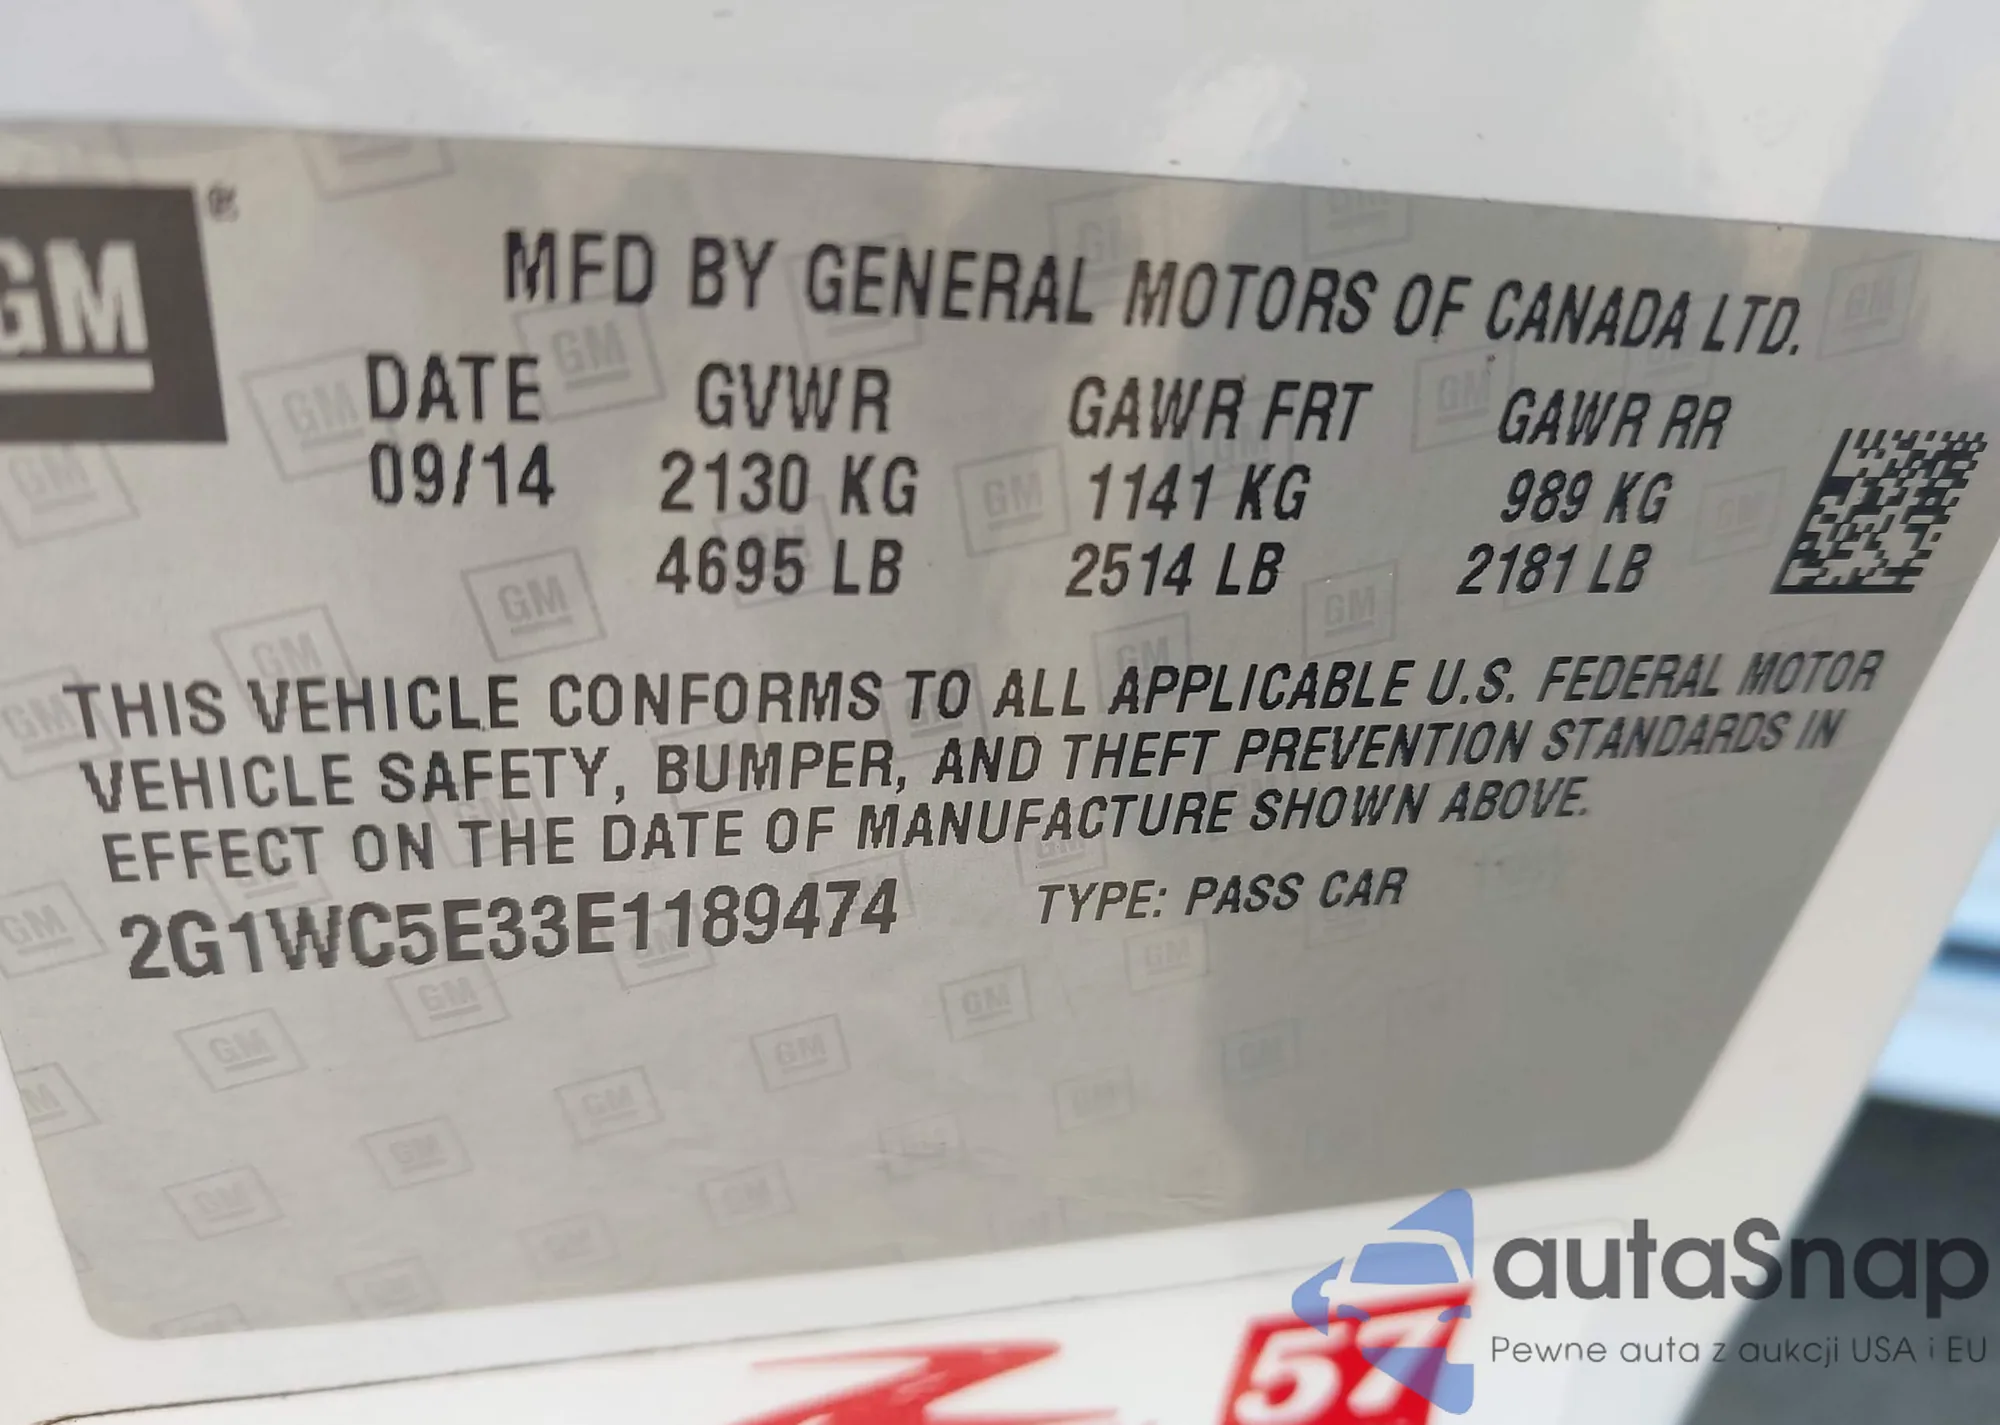 GM®
MFD BY GENERAL MOTORS OF CANADA LTD.
DATE GVWR GAWR FRT GAWR RR
09/14 2130 KG 1141 KG 989 KG
4695 LB 2514 LB 2181 LB
THIS VEHICLE CONFORMS TO ALL APPLICABLE U.S. FEDERAL MOTOR
VEHICLE SAFETY, BUMPER, AND THEFT PREVENTION STANDARDS IN
EFFECT ON THE DATE OF MANUFACTURE SHOWN ABOVE.
2G1WC5E33E1189474 TYPE: PASS CAR
57
autaSnap
Pewne auta z aukcji USA i EU